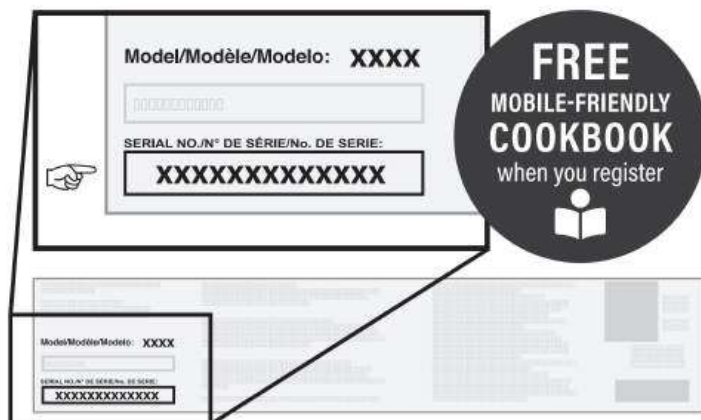 Model/Modèle/Modelo: XXXX
SERIAL NO./N° DE SÉRIE/No. DE SERIE:
XXXXXXXXXXXXX
FREE
MOBILE-FRIENDLY
COOKBOOK
when you register
Model/Modèle/Modelo: XXXX
SERIAL NO./N° DE SÉRIE/No. DE SERIE:
XXXXXXXXXXXXX